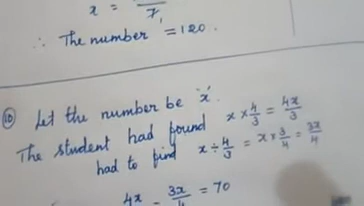 x = 7
∴ The number = 120.
(10) Let the number be 'x'.
The student had found x × 4/3 = 4x/3
had to find x ÷ 4/3 = x × 3/4 = 3x/4
4x - 3x/4 = 70